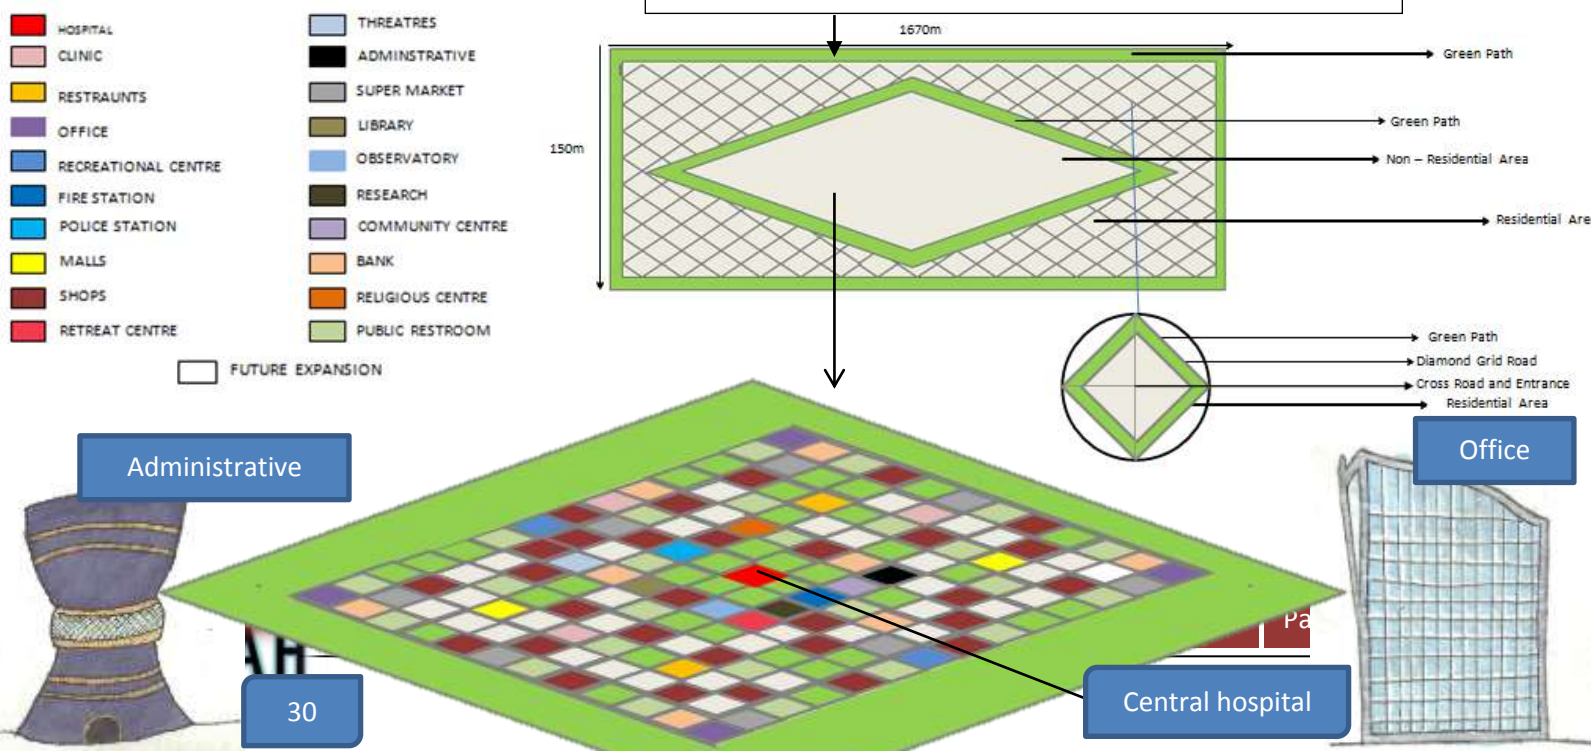 HOSPITAL
CLINIC
RESTRAUNTS
OFFICE
RECREATIONAL CENTRE
FIRE STATION
POLICE STATION
MALLS
SHOPS
RETREAT CENTRE
THREATRES
ADMINSTRATIVE
SUPER MARKET
LIBRARY
OBSERVATORY
RESEARCH
COMMUNITY CENTRE
BANK
RELIGIOUS CENTRE
PUBLIC RESTROOM
FUTURE EXPANSION
1670m
150m
Green Path
Green Path
Non – Residential Area
Residential Are
Green Path
Diamond Grid Road
Cross Road and Entrance
Residential Area
Administrative
Office
Pa
AH
30
Central hospital